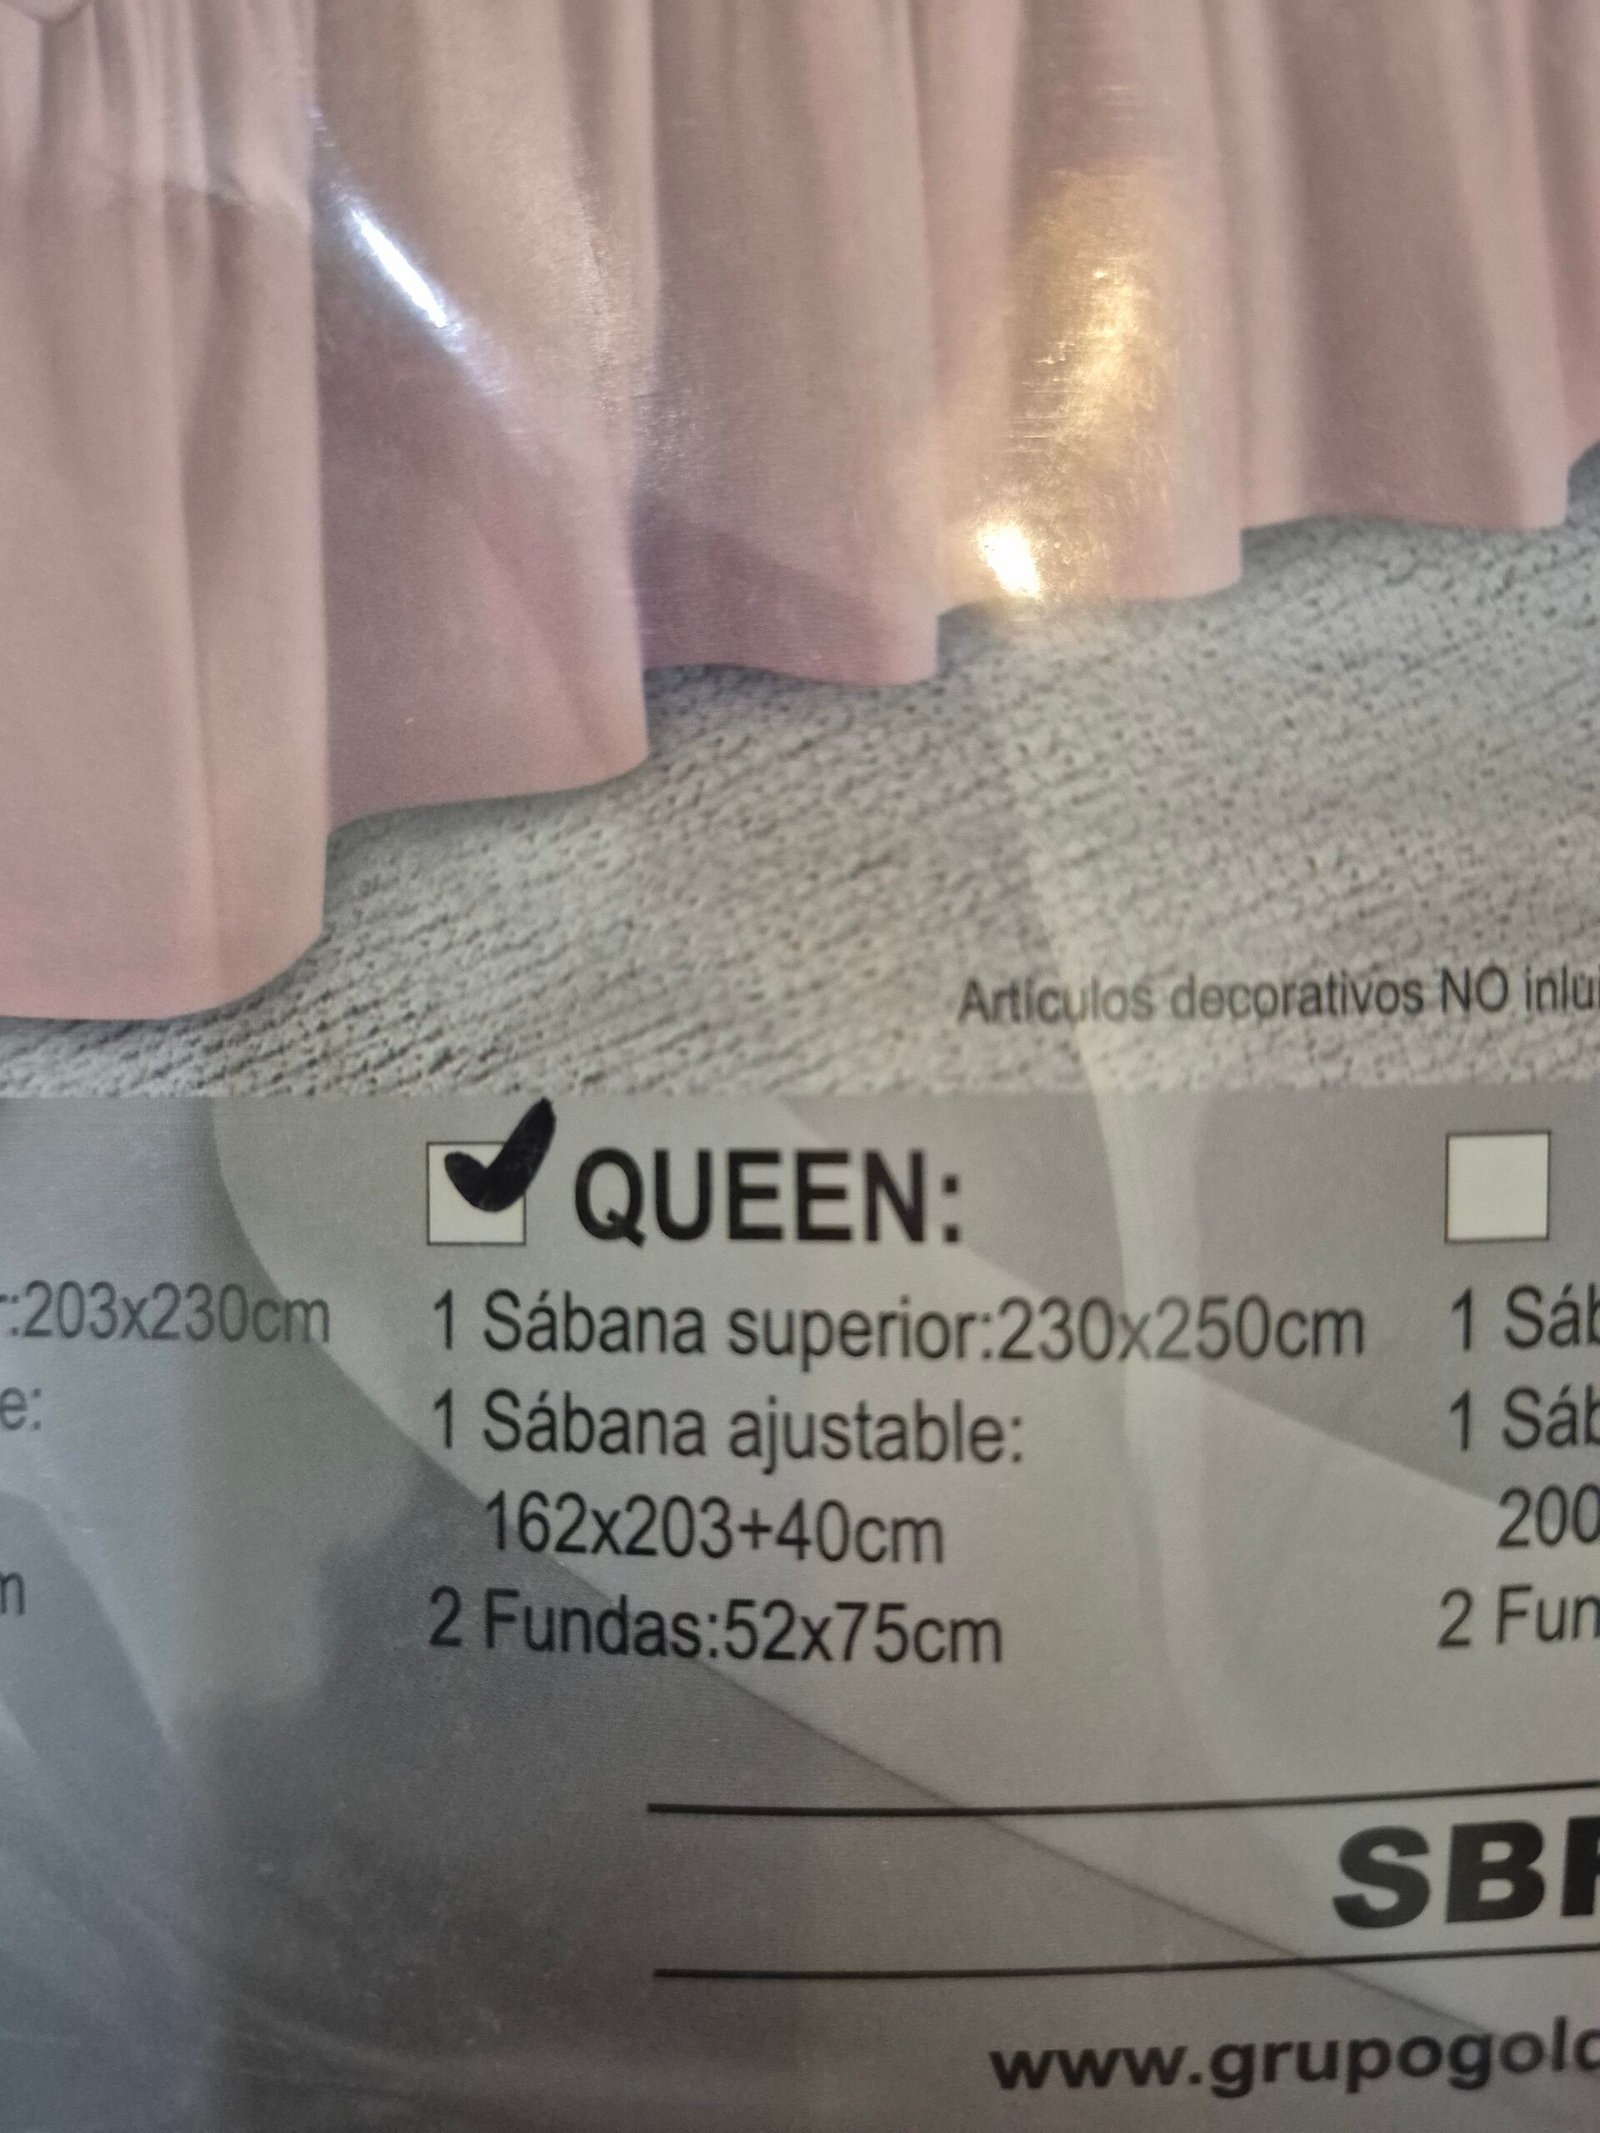 Artículos decorativos NO inlui
QUEEN:
:203x230cm
e:
m
1 Sábana superior:230x250cm
1 Sábana ajustable:
162x203+40cm
2 Fundas:52x75cm
1 Sáb
1 Sáb
200
2 Fun
SB
www.grupogol